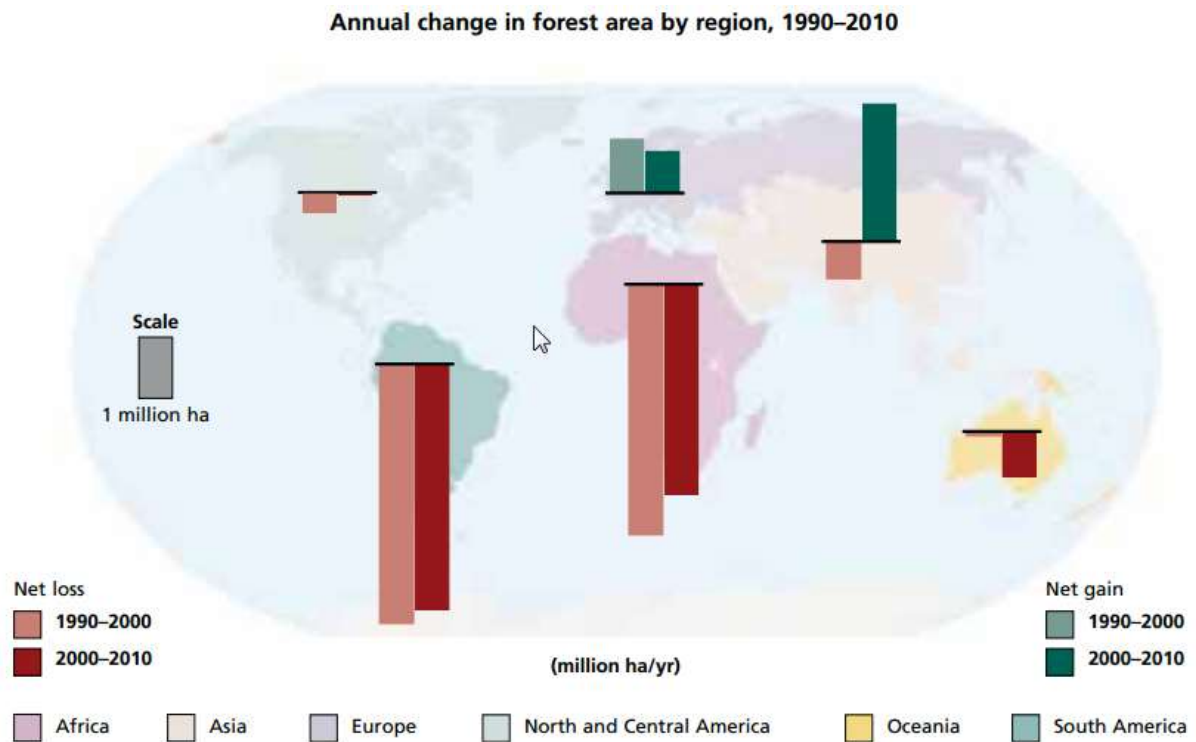 Annual change in forest area by region, 1990–2010
Scale
1 million ha
Net loss
1990–2000
2000–2010
Net gain
1990–2000
2000–2010
(million ha/yr)
Africa
Asia
Europe
North and Central America
Oceania
South America